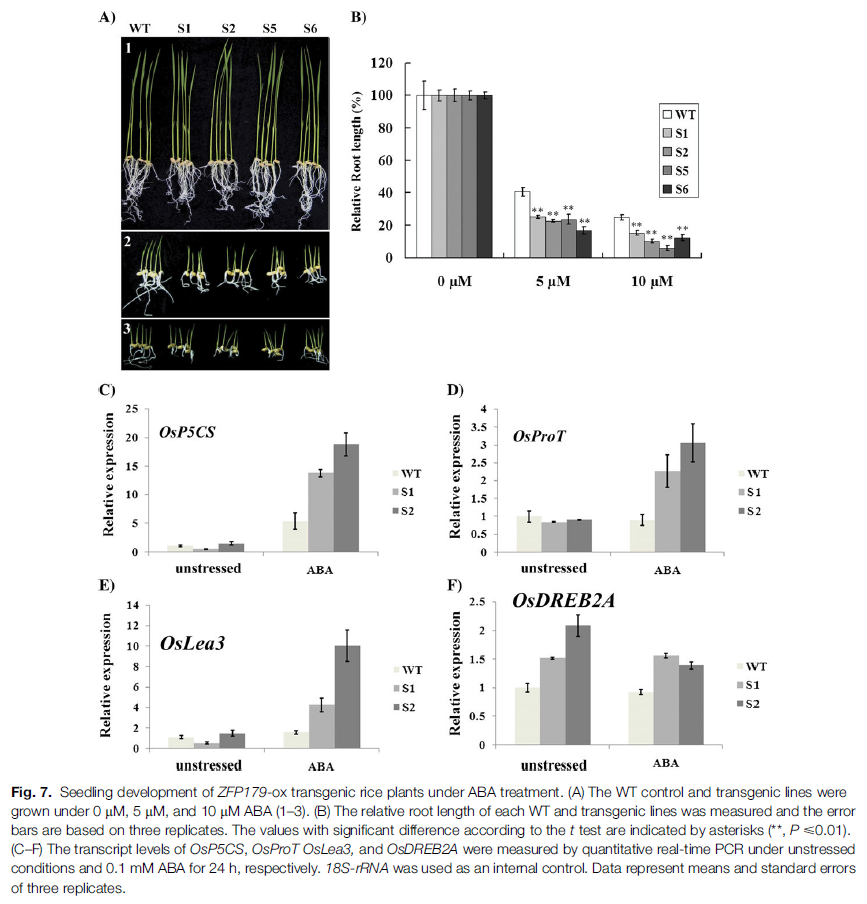 A)
WT S1 S2 S5 S6
1
2
3
B)
Relative Root length (%)
120
100
80
60
40
20
0
** ** ** **
** ** ** **
0 µM 5 µM 10 µM
WT
S1
S2
S5
S6
C)
OsP5CS
Relative expression
25
20
15
10
5
0
unstressed ABA
WT
S1
S2
D)
OsProT
Relative expression
4
3.5
3
2.5
2
1.5
1
0.5
0
unstressed ABA
WT
S1
S2
E)
OsLea3
Relative expression
14
12
10
8
6
4
2
0
unstressed ABA
WT
S1
S2
F)
OsDREB2A
Relative expression
2.5
2
1.5
1
0.5
0
unstressed ABA
WT
S1
S2
Fig. 7. Seedling development of ZFP179-ox transgenic rice plants under ABA treatment. (A) The WT control and transgenic lines were
grown under 0 µM, 5 µM, and 10 µM ABA (1–3). (B) The relative root length of each WT and transgenic lines was measured and the error
bars are based on three replicates. The values with significant difference according to the t test are indicated by asterisks (**, P ≤0.01).
(C–F) The transcript levels of OsP5CS, OsProT OsLea3, and OsDREB2A were measured by quantitative real-time PCR under unstressed
conditions and 0.1 mM ABA for 24 h, respectively. 18S-rRNA was used as an internal control. Data represent means and standard errors
of three replicates.